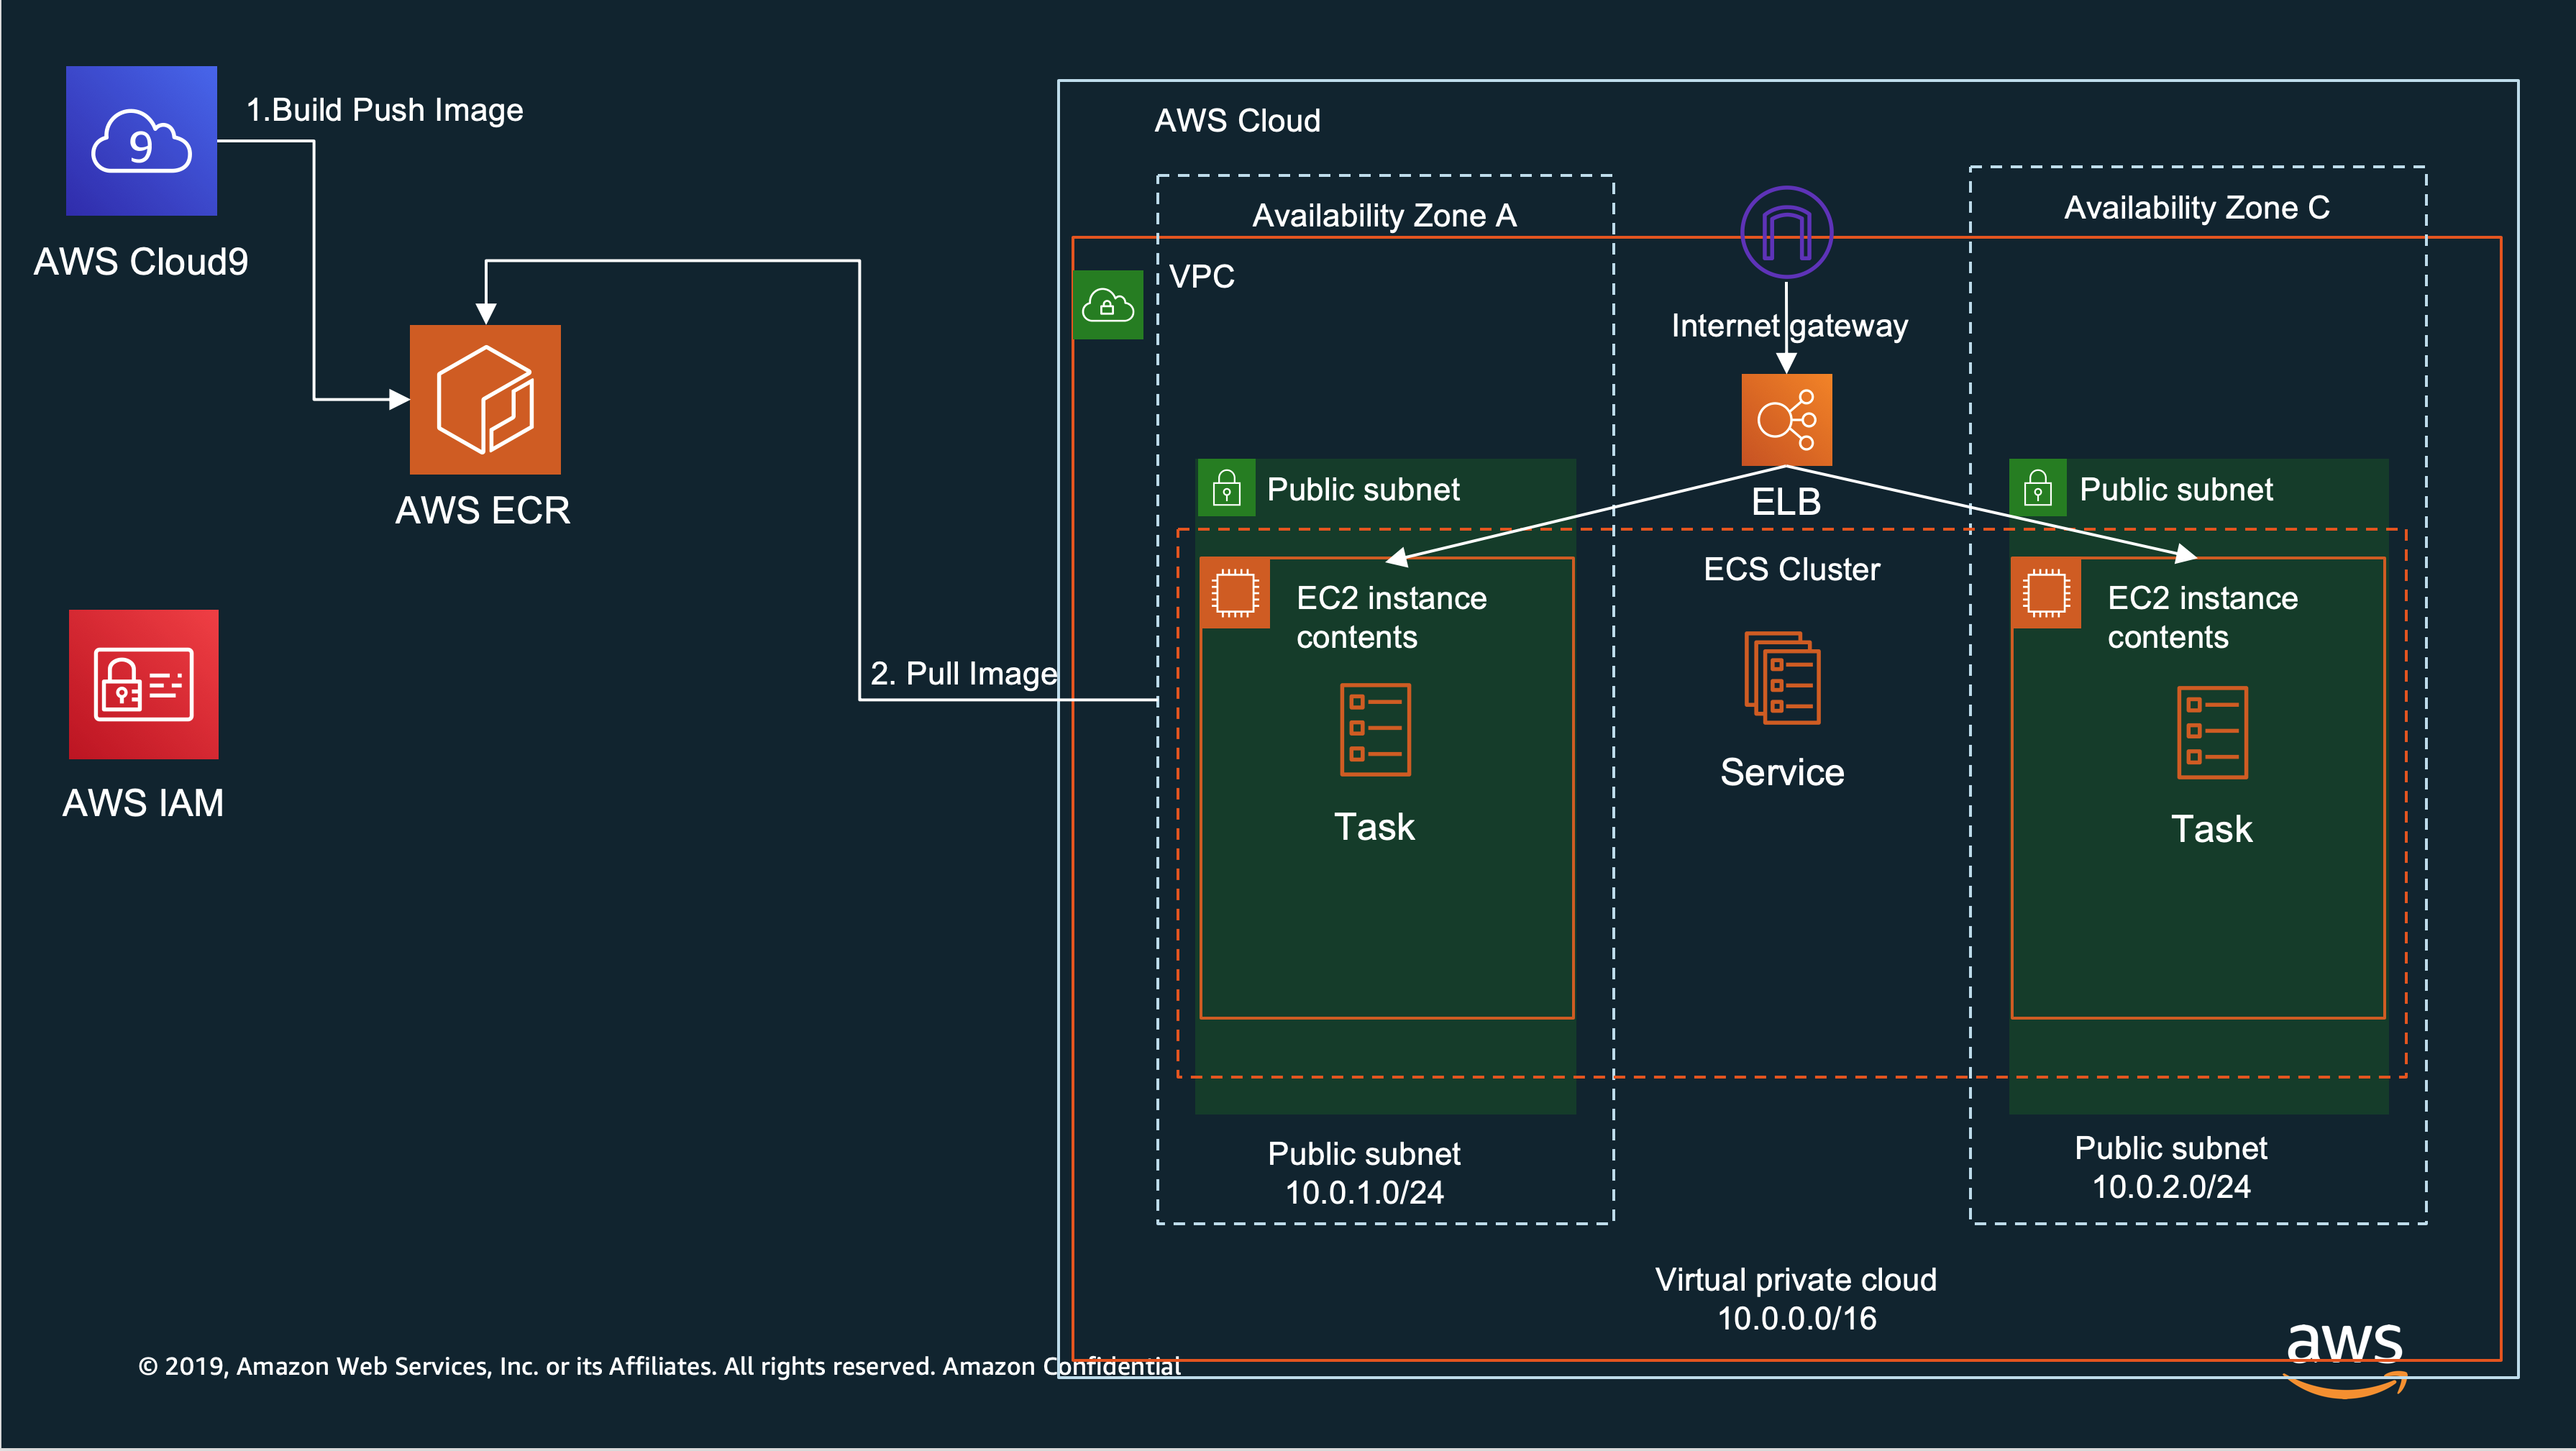 1.Build Push Image
9
AWS Cloud9
AWS ECR
AWS IAM
2. Pull Image
AWS Cloud
Availability Zone A
Availability Zone C
VPC
Internet gateway
ELB
Public subnet
Public subnet
ECS Cluster
EC2 instance
contents
EC2 instance
contents
Service
Task
Task
Public subnet
10.0.1.0/24
Public subnet
10.0.2.0/24
Virtual private cloud
10.0.0.0/16
© 2019, Amazon Web Services, Inc. or its Affiliates. All rights reserved. Amazon Confidential
aws